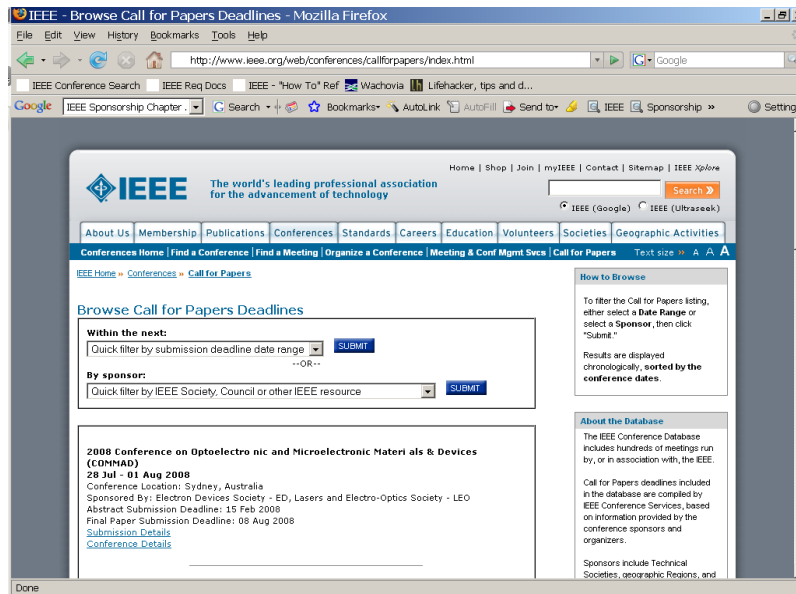 IEEE - Browse Call for Papers Deadlines - Mozilla Firefox
File Edit View History Bookmarks Tools Help
http://www.ieee.org/web/conferences/callforpapers/index.html
G Google
IEEE Conference Search IEEE Req Docs IEEE - "How To" Ref Wachovia Lifehacker, tips and d...
Google IEEE Sponsorship Chapter . G Search Bookmarks AutoLink AutoFill Send to IEEE Sponsorship » Setting
Home | Shop | Join | myIEEE | Contact | Sitemap | IEEE Xplore
IEEE
The world's leading professional association
for the advancement of technology
Search »
IEEE (Google) IEEE (Ultraseek)
About Us Membership Publications Conferences Standards Careers Education Volunteers Societies Geographic Activities
Conferences Home | Find a Conference | Find a Meeting | Organize a Conference | Meeting & Conf Mgmt Svcs | Call for Papers Text size » A A A
IEEE Home » Conferences » Call for Papers
Browse Call for Papers Deadlines
Within the next:
Quick filter by submission deadline date range SUBMIT
--OR--
By sponsor:
Quick filter by IEEE Society, Council or other IEEE resource SUBMIT
2008 Conference on Optoelectro nic and Microelectronic Materi als & Devices
(COMMAD)
28 Jul - 01 Aug 2008
Conference Location: Sydney, Australia
Sponsored By: Electron Devices Society - ED, Lasers and Electro-Optics Society - LEO
Abstract Submission Deadline: 15 Feb 2008
Final Paper Submission Deadline: 08 Aug 2008
Submission Details
Conference Details
How to Browse
To filter the Call for Papers listing,
either select a Date Range or
select a Sponsor, then click
"Submit."
Results are displayed
chronologically, sorted by the
conference dates.
About the Database
The IEEE Conference Database
includes hundreds of meetings run
by, or in association with, the IEEE.
Call for Papers deadlines included
in the database are compiled by
IEEE Conference Services, based
on information provided by the
conference sponsors and
organizers.
Sponsors include Technical
Societies, geographic Regions, and
Done